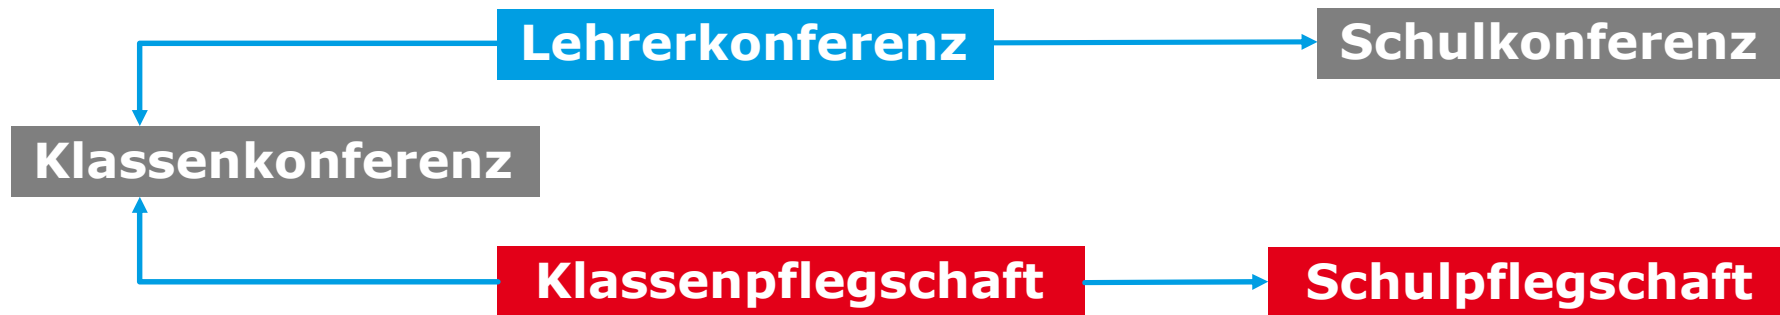 Lehrerkonferenz
Schulkonferenz
Klassenkonferenz
Klassenpflegschaft
Schulpflegschaft